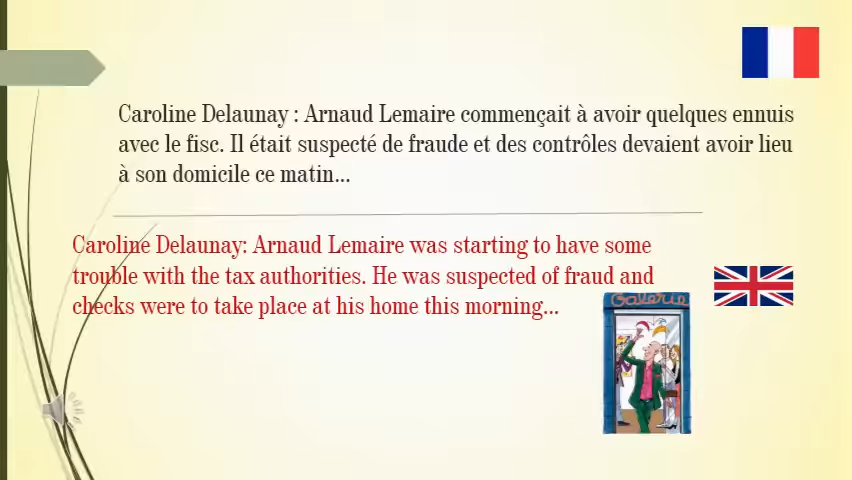 Caroline Delaunay : Arnaud Lemaire commençait à avoir quelques ennuis
avec le fisc. Il était suspecté de fraude et des contrôles devaient avoir lieu
à son domicile ce matin...
Caroline Delaunay: Arnaud Lemaire was starting to have some
trouble with the tax authorities. He was suspected of fraud and
checks were to take place at his home this morning...
Galerie